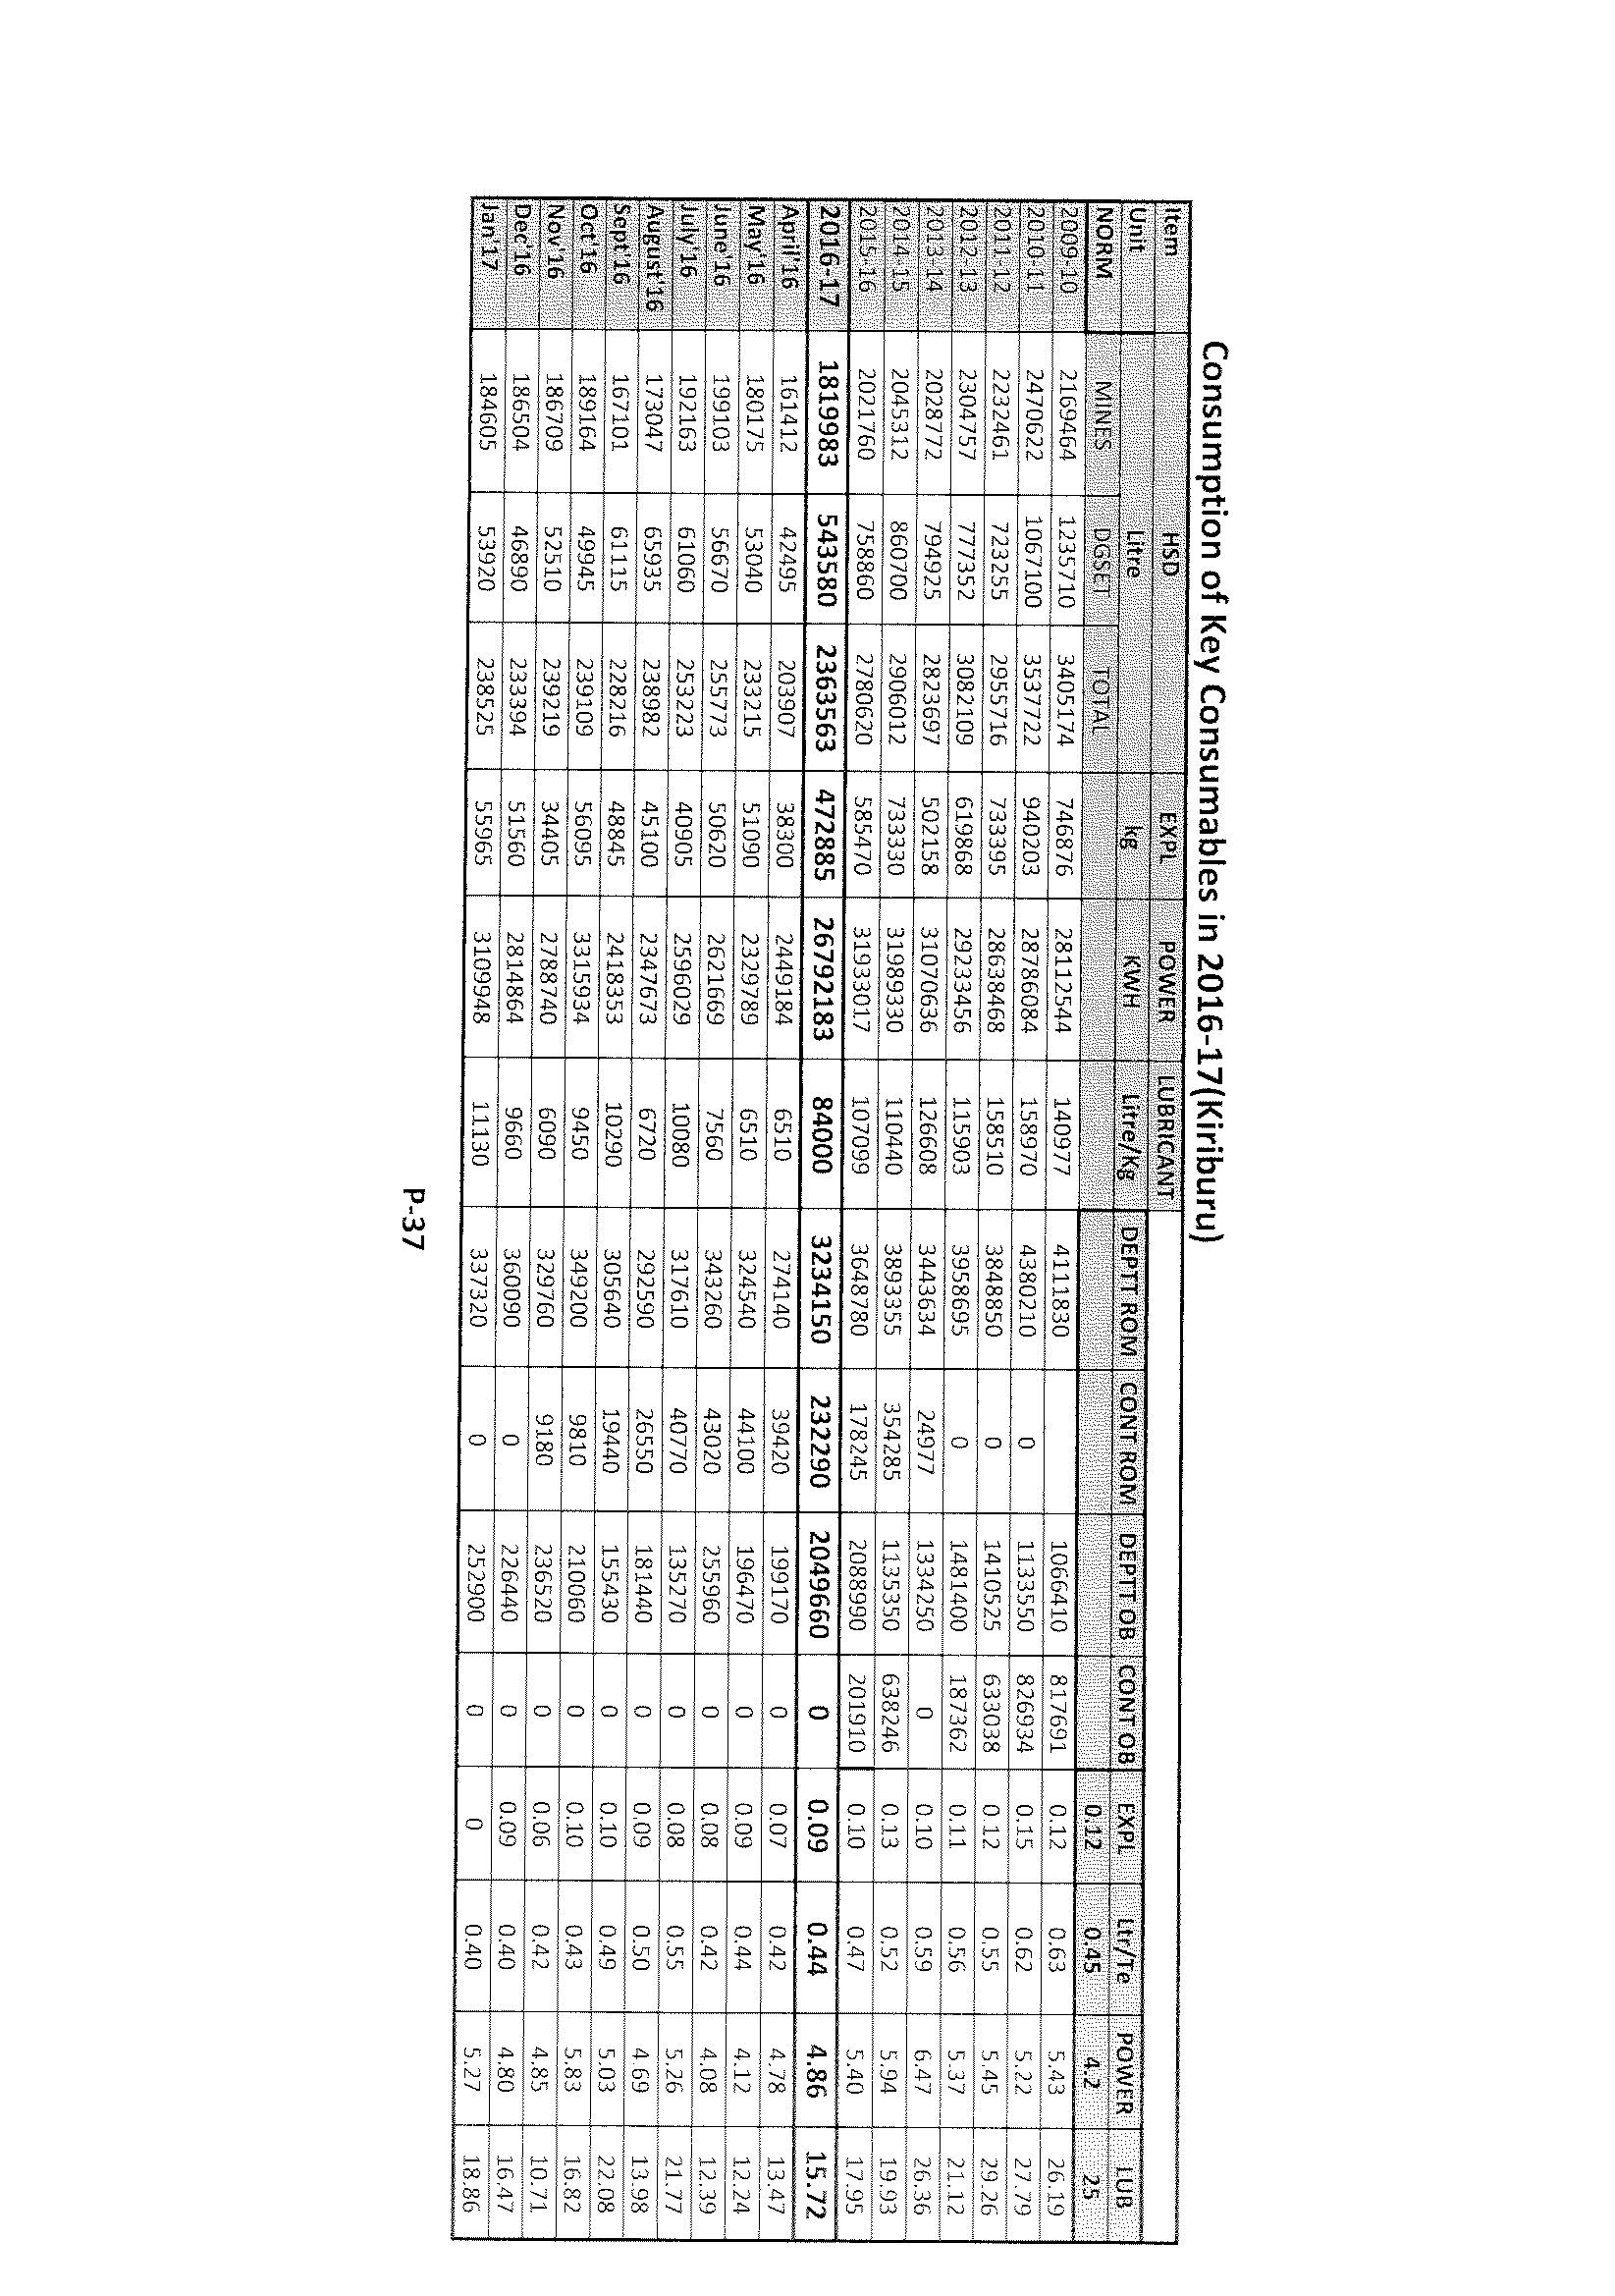 Consumption of Key Consumables in 2016-17(Kiriburu)
Item HSD EXPL POWER LUBRICANT
Unit Litre kg KWH Litre/Kg DEPTT ROM CONT ROM DEPTT OB CONT OB EXPL Ltr/Te POWER LUB
NORM MINES DGSET TOTAL 0.12 0.45 4.2 25
2009-10 2169464 1235710 3405174 746876 28112544 140977 4111830 1066410 817691 0.12 0.63 5.43 26.19
2010-11 2470622 1067100 3537722 940203 28786084 158970 4380210 0 1133550 826934 0.15 0.62 5.22 27.79
2011-12 2232461 723255 2955716 733395 28638468 158510 3848850 0 1410525 633038 0.12 0.55 5.45 29.26
2012-13 2304757 777352 3082109 619868 29233456 115903 3958695 0 1481400 187362 0.11 0.56 5.37 21.12
2013-14 2028772 794925 2823697 502158 31070636 126608 3443634 24977 1334250 0 0.10 0.59 6.47 26.36
2014-15 2045312 860700 2906012 733330 31989330 110440 3893355 354285 1135350 638246 0.13 0.52 5.94 19.93
2015-16 2021760 758860 2780620 585470 31933017 107099 3648780 178245 2088990 201910 0.10 0.47 5.40 17.95
2016-17 1819983 543580 2363563 472885 26792183 84000 3234150 232290 2049660 0 0.09 0.44 4.86 15.72
April'16 161412 42495 203907 38300 2449184 6510 274140 39420 199170 0 0.07 0.42 4.78 13.47
May'16 180175 53040 233215 51090 2329789 6510 324540 44100 196470 0 0.09 0.44 4.12 12.24
June'16 199103 56670 255773 50620 2621669 7560 343260 43020 255960 0 0.08 0.42 4.08 12.39
July'16 192163 61060 253223 40905 2596029 10080 317610 40770 135270 0 0.08 0.55 5.26 21.77
August'16 173047 65935 238982 45100 2347673 6720 292590 26550 181440 0 0.09 0.50 4.69 13.98
Sept'16 167101 61115 228216 48845 2418353 10290 305640 19440 155430 0 0.10 0.49 5.03 22.08
Oct'16 189164 49945 239109 56095 3315934 9450 349200 9810 210060 0 0.10 0.43 5.83 16.82
Nov'16 186709 52510 239219 34405 2788740 6090 329760 9180 236520 0 0.06 0.42 4.85 10.71
Dec'16 186504 46890 233394 51560 2814864 9660 360090 0 226440 0 0.09 0.40 4.80 16.47
Jan'17 184605 53920 238525 55965 3109948 11130 337320 0 252900 0 0 0.40 5.27 18.86
P-37